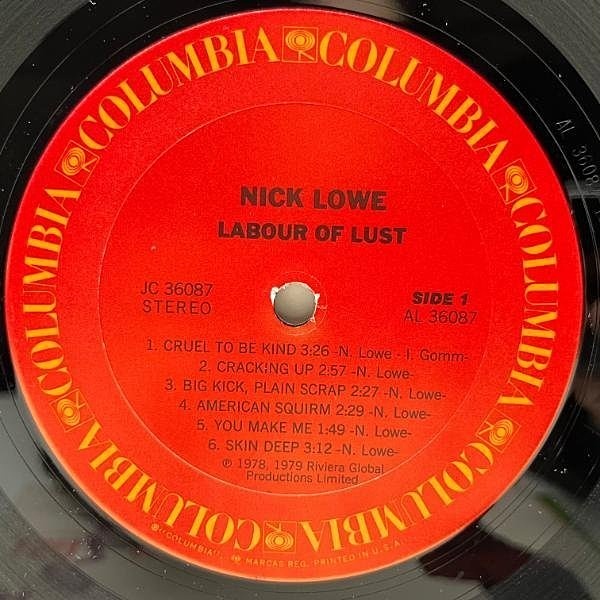 COLUMBIA COLUMBIA COLUMBIA COLUMBIA COLUMBIA COLUMBIA
NICK LOWE
LABOUR OF LUST
JC 36087
STEREO
SIDE 1
AL 36087
1. CRUEL TO BE KIND 3:26 -N. Lowe - I. Gomm-
2. CRACKING UP 2:57 -N. Lowe-
3. BIG KICK, PLAIN SCRAP 2:27 -N. Lowe-
4. AMERICAN SQUIRM 2:29 -N. Lowe-
5. YOU MAKE ME 1:49 -N. Lowe-
6. SKIN DEEP 3:12 -N. Lowe-
℗ 1978, 1979 Riviera Global
Productions Limited
® "COLUMBIA", ® MARCAS REG. PRINTED IN U.S.A.
AL 3608